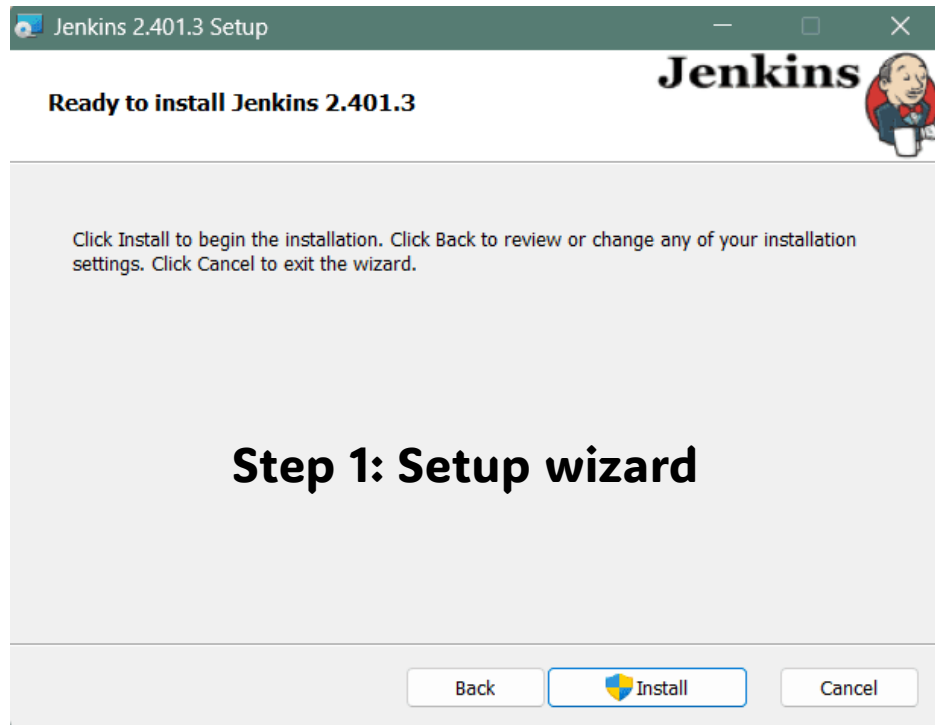 Jenkins 2.401.3 Setup
Jenkins
Ready to install Jenkins 2.401.3
Click Install to begin the installation. Click Back to review or change any of your installation
settings. Click Cancel to exit the wizard.
Step 1: Setup wizard
Back
Install
Cancel